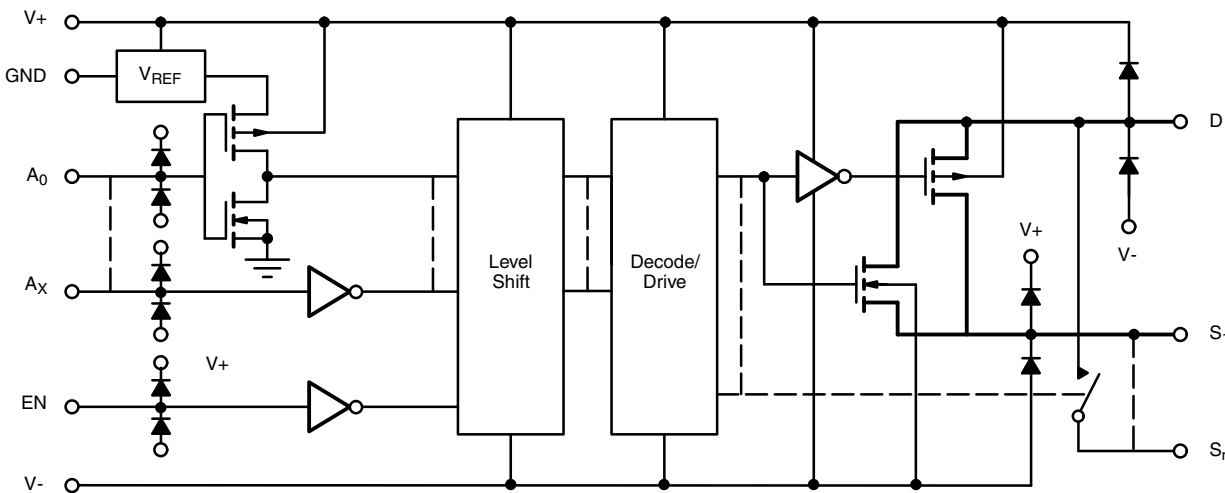 V+
GND
VREF
A0
AX
V+
EN
V-
Level
Shift
Decode/
Drive
V+
D
V-